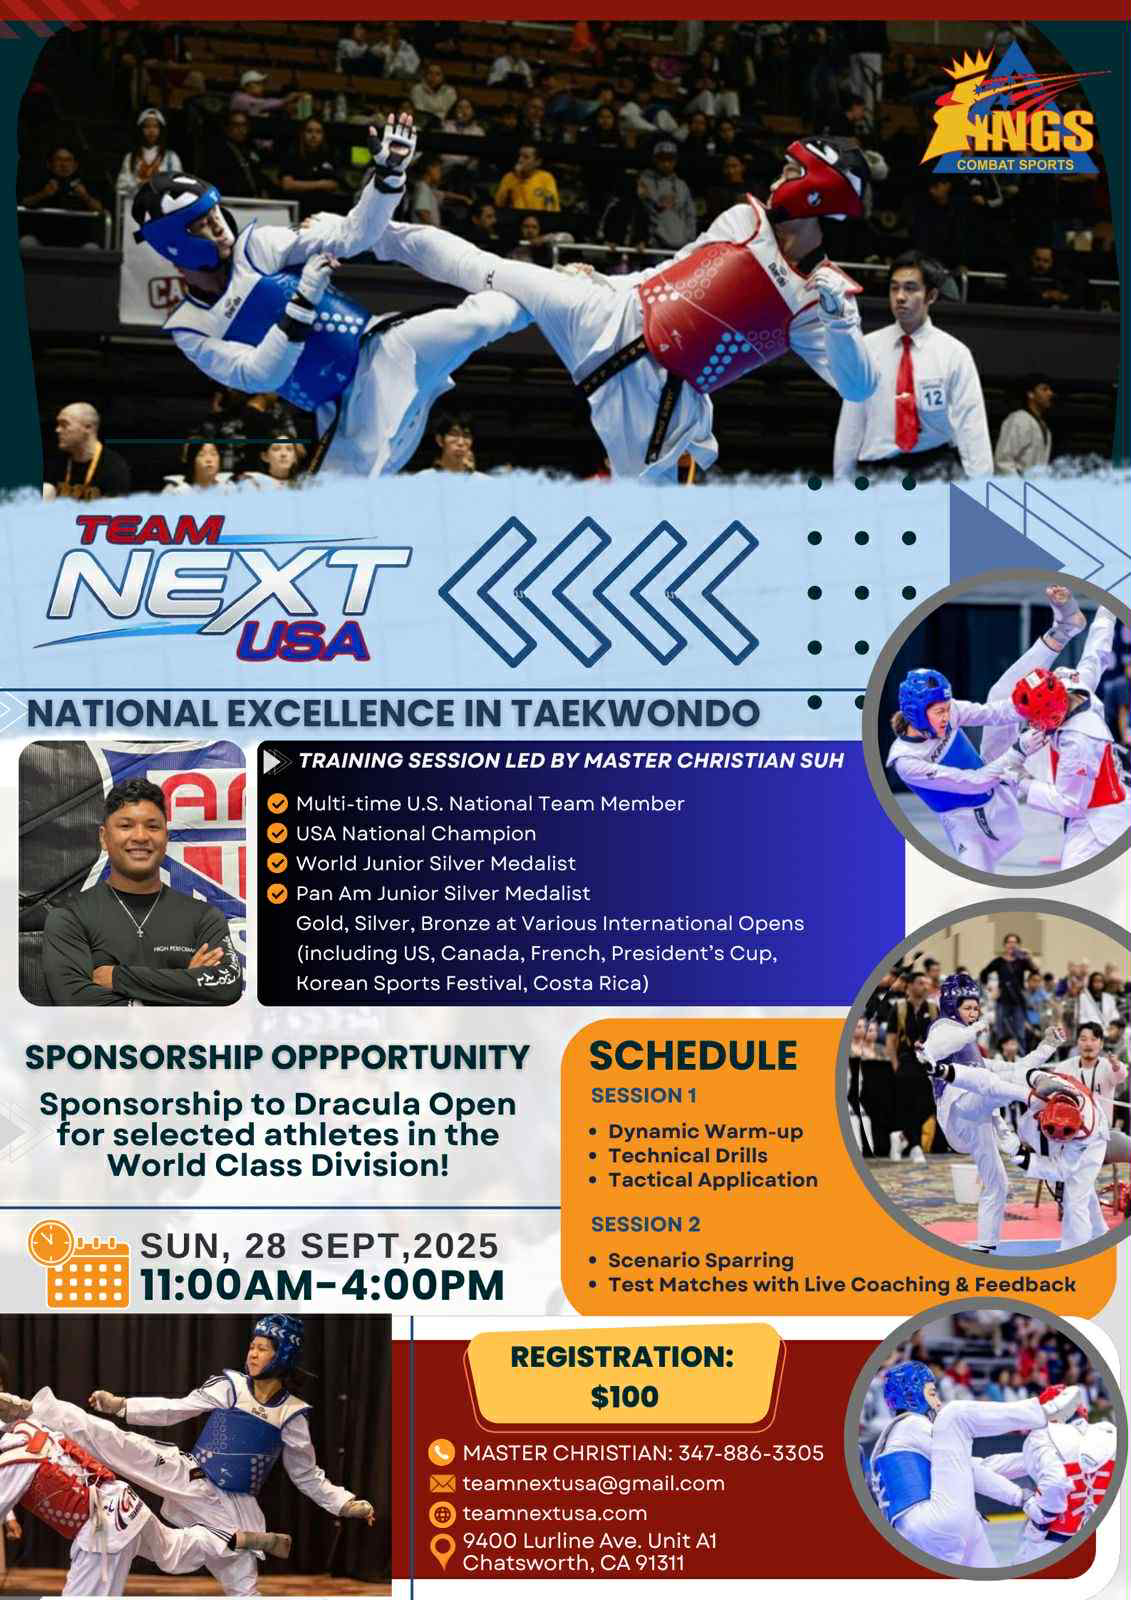 KINGS
COMBAT SPORTS
12
TEAM
NEXT
USA
NATIONAL EXCELLENCE IN TAEKWONDO
TRAINING SESSION LED BY MASTER CHRISTIAN SUH
Multi-time U.S. National Team Member
USA National Champion
World Junior Silver Medalist
Pan Am Junior Silver Medalist
Gold, Silver, Bronze at Various International Opens
(including US, Canada, French, President's Cup,
Korean Sports Festival, Costa Rica)
SPONSORSHIP OPPPORTUNITY
Sponsorship to Dracula Open
for selected athletes in the
World Class Division!
SUN, 28 SEPT,2025
11:00AM-4:00PM
SCHEDULE
SESSION 1
• Dynamic Warm-up
• Technical Drills
• Tactical Application
SESSION 2
• Scenario Sparring
• Test Matches with Live Coaching & Feedback
REGISTRATION:
$100
MASTER CHRISTIAN: 347-886-3305
teamnextusa@gmail.com
teamnextusa.com
9400 Lurline Ave. Unit A1
Chatsworth, CA 91311